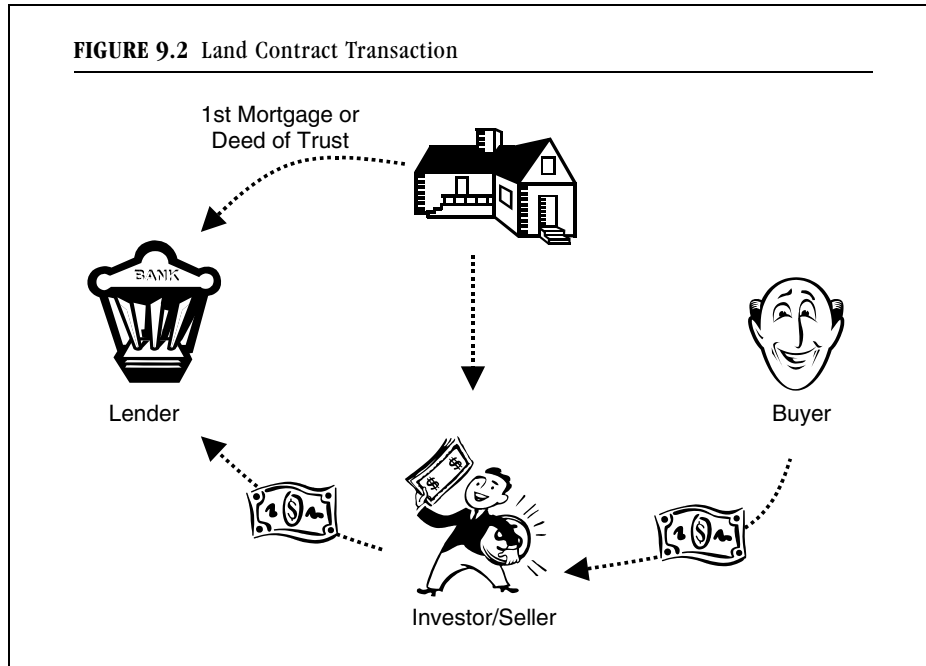 FIGURE 9.2 Land Contract Transaction
1st Mortgage or
Deed of Trust
BANK
Lender
Buyer
$
$
Investor/Seller